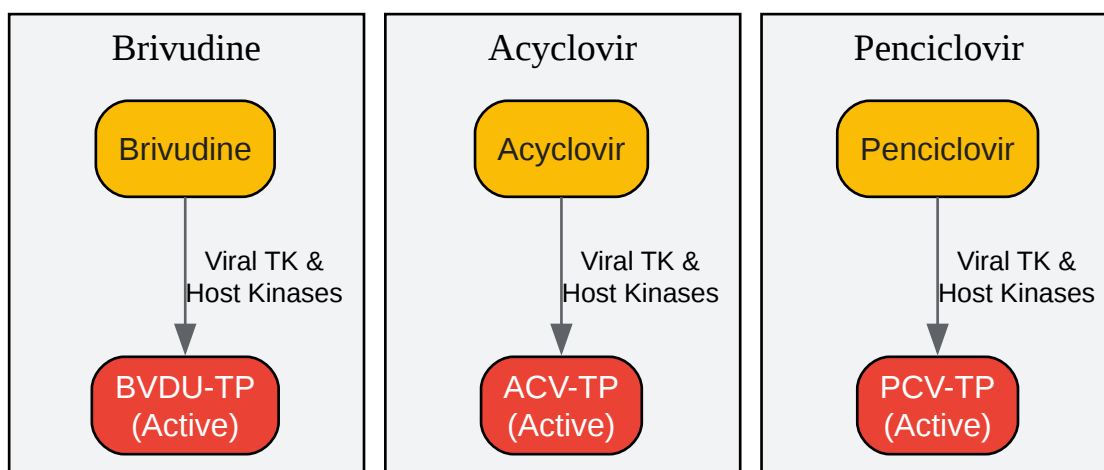 Brivudine
Brivudine
Viral TK &
Host Kinases
BVDU-TP
(Active)
Acyclovir
Acyclovir
Viral TK &
Host Kinases
ACV-TP
(Active)
Penciclovir
Penciclovir
Viral TK &
Host Kinases
PCV-TP
(Active)